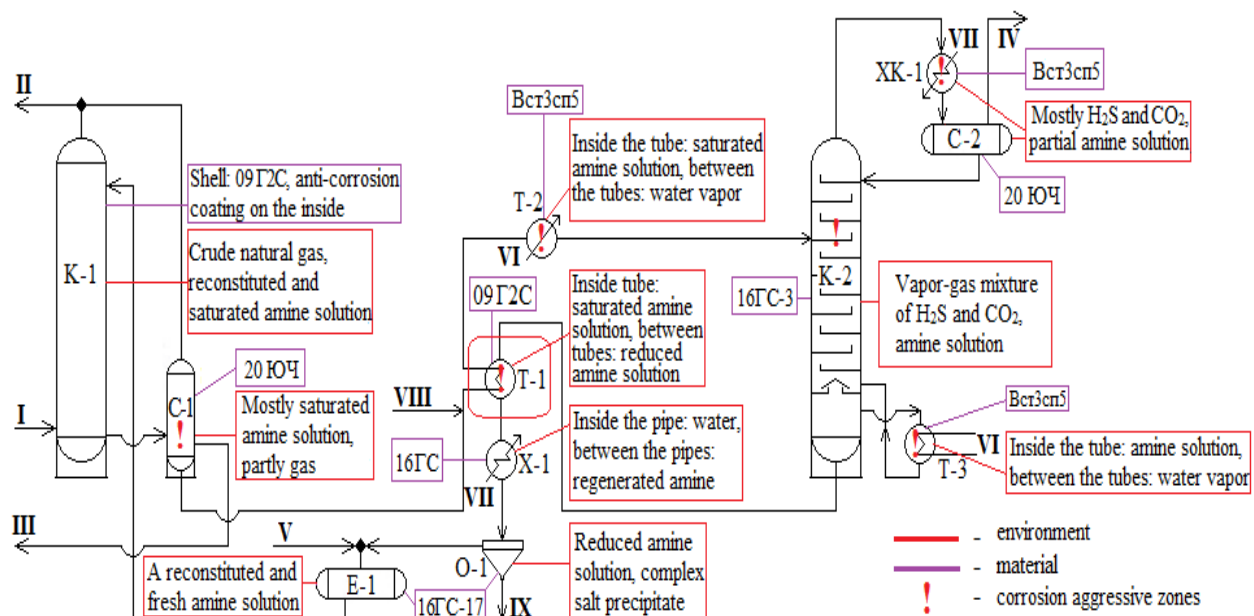 II
К-1
Shell: 09Г2С, anti-corrosion
coating on the inside
Crude natural gas,
reconstituted and
saturated amine solution
I
20 ЮЧ
С-1
!
Mostly saturated
amine solution,
partly gas
III
Вст3сп5
Inside the tube: saturated
amine solution, between
the tubes: water vapor
Т-2
!
VI
09Г2С
Inside tube:
saturated amine
solution, between
tubes: reduced
amine solution
!
Т-1
VIII
16ГС
Х-1
VII
Inside the pipe: water,
between the pipes:
regenerated amine
V
A reconstituted and
fresh amine solution
Е-1
16ГС-17
О-1
IX
Reduced amine
solution, complex
salt precipitate
VII
IV
ХК-1
!
Вст3сп5
Mostly H₂S and CO₂,
partial amine solution
С-2
20 ЮЧ
!
К-2
16ГС-3
Vapor-gas mixture
of H₂S and CO₂,
amine solution
Вст3сп5
!
VI
Т-3
Inside the tube: amine solution,
between the tubes: water vapor
- environment
- material
! - corrosion aggressive zones